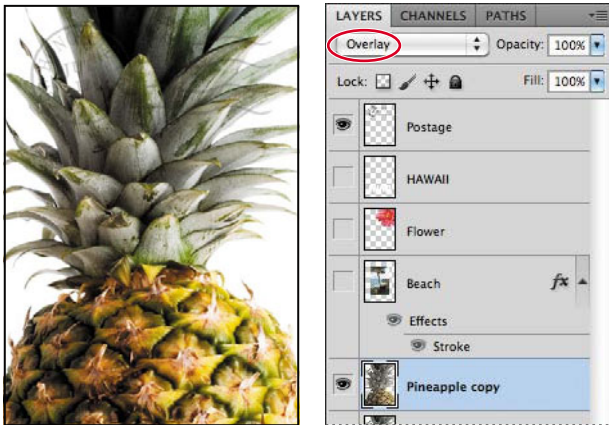 LAYERS CHANNELS PATHS
Overlay Opacity: 100%
Lock: Fill: 100%
Postage
HAWAII
Flower
Beach fx
Effects
Stroke
Pineapple copy